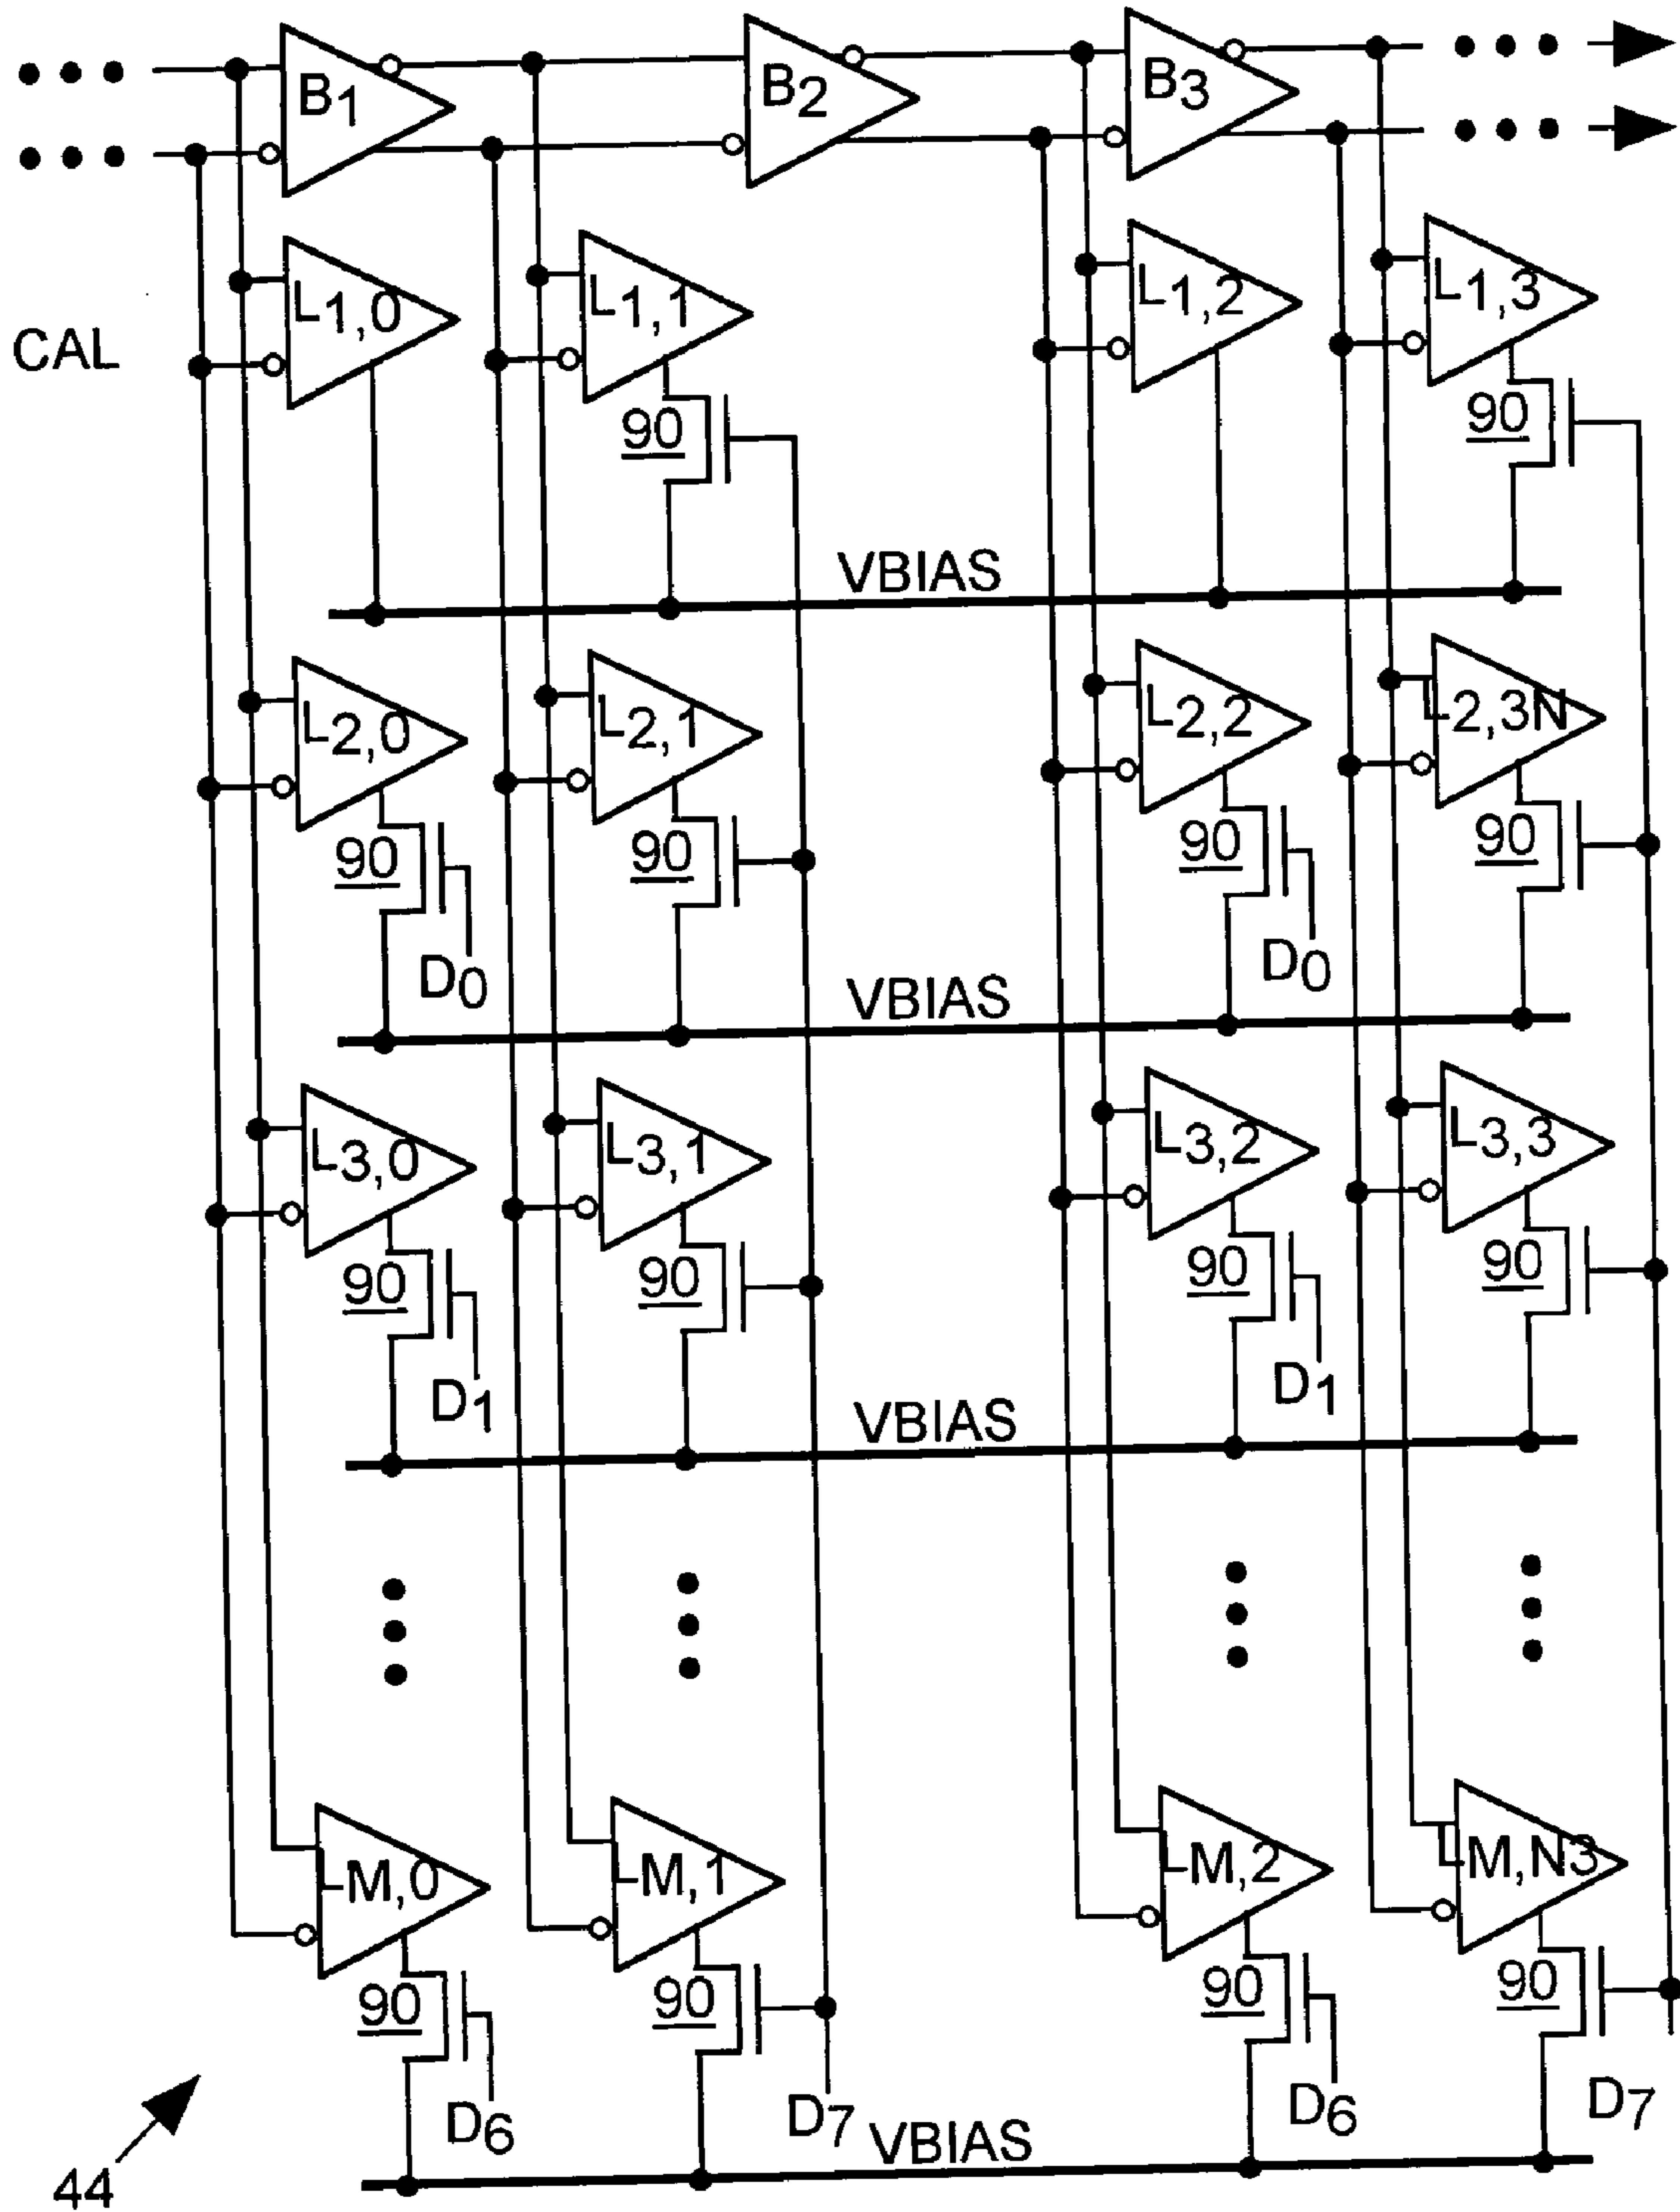 B1 B2 B3
CAL
L1,0 L1,1 L1,2 L1,3
90 90
VBIAS
L2,0 L2,1 L2,2 L2,3N
90 90 90 90
D0 D0
VBIAS
L3,0 L3,1 L3,2 L3,3
90 90 90 90
D1 D1
VBIAS
LM,0 LM,1 LM,2 LM,N3
90 90 90 90
D6 D7 D6 D7
VBIAS
44